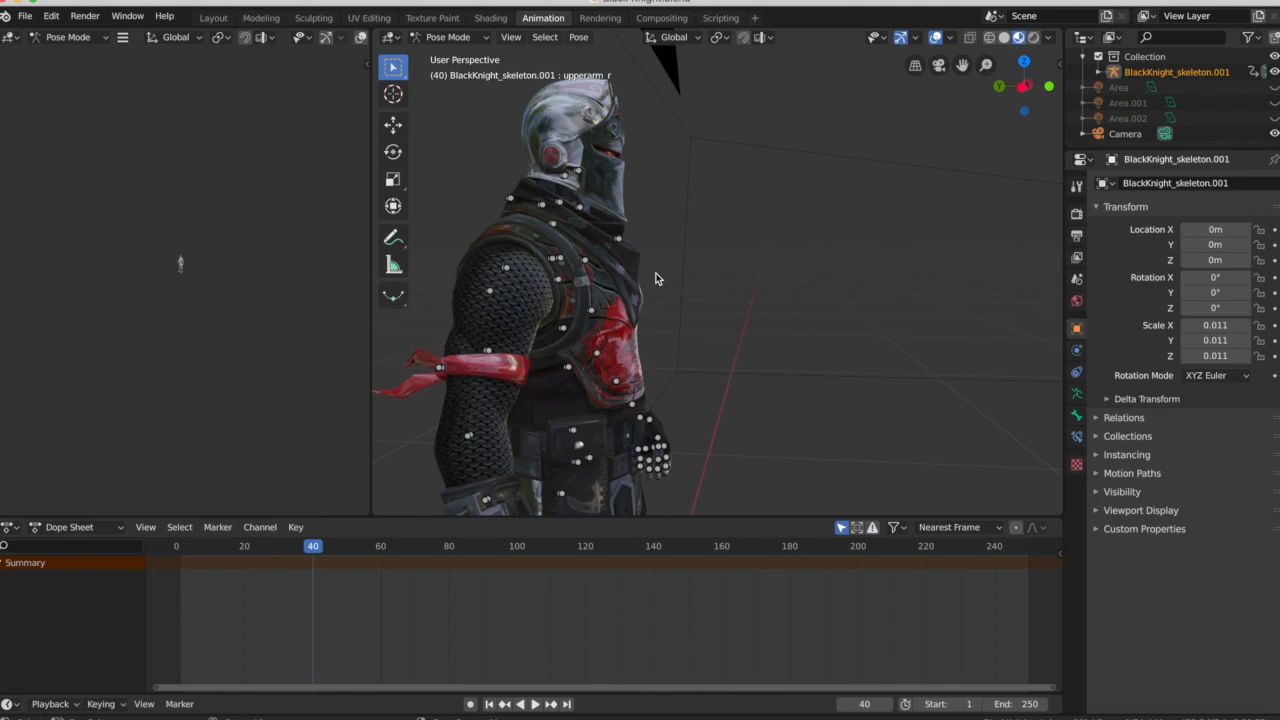 Black Knight.blend
File Edit Render Window Help Layout Modeling Sculpting UV Editing Texture Paint Shading Animation Rendering Compositing Scripting + Scene View Layer
Pose Mode Global
Pose Mode View Select Pose Global
User Perspective
(40) BlackKnight_skeleton.001 : upperarm_r
Z
Y
Collection
BlackKnight_skeleton.001
Area
Area.001
Area.002
Camera
BlackKnight_skeleton.001
BlackKnight_skeleton.001
Transform
Location X 0m
Y 0m
Z 0m
Rotation X 0°
Y 0°
Z 0°
Scale X 0.011
Y 0.011
Z 0.011
Rotation Mode XYZ Euler
Delta Transform
Relations
Collections
Instancing
Motion Paths
Visibility
Viewport Display
Custom Properties
Dope Sheet View Select Marker Channel Key Nearest Frame
0 20 40 60 80 100 120 140 160 180 200 220 240
Summary
Playback Keying View Marker 40 Start: 1 End: 250